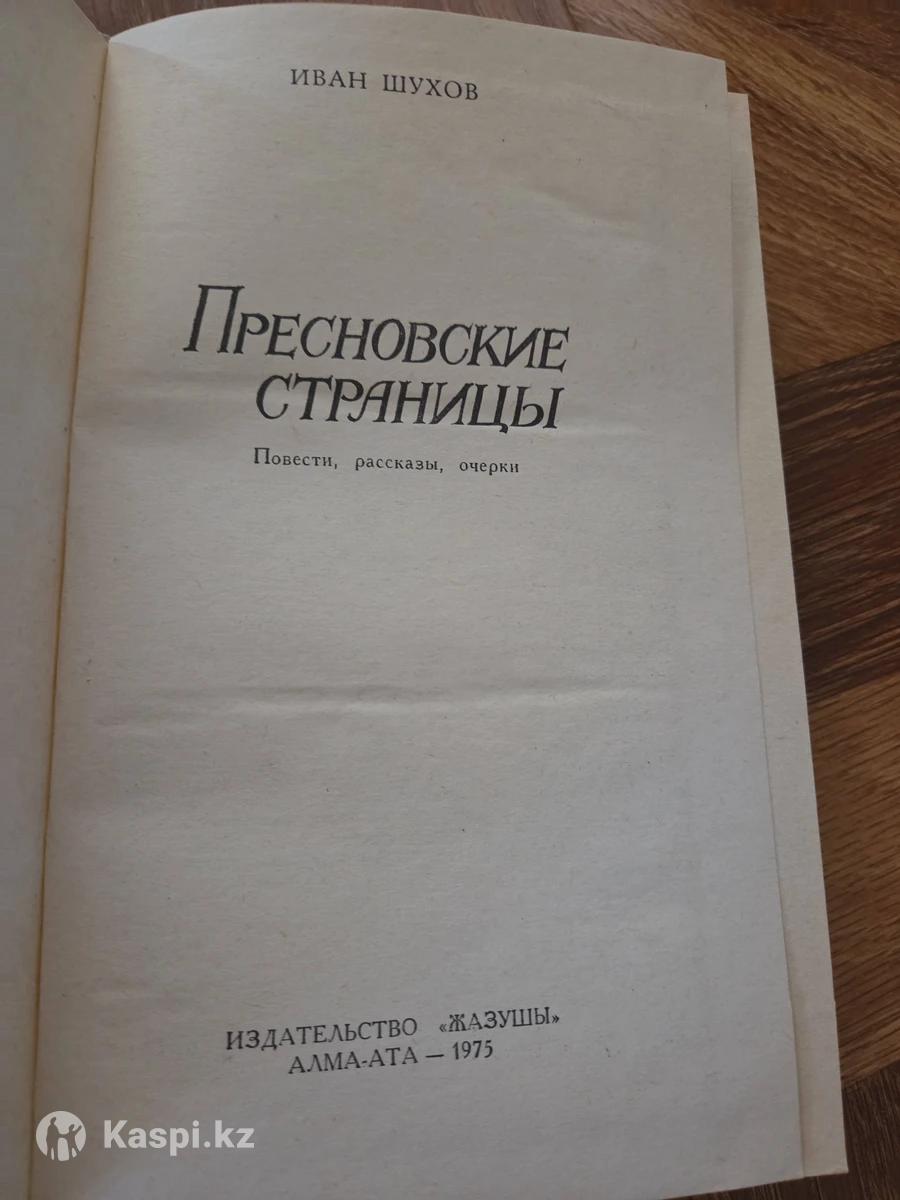 ИВАН ШУХОВ
ПРЕСНОВСКИЕ
СТРАНИЦЫ
Повести, рассказы, очерки
ИЗДАТЕЛЬСТВО «ЖАЗУШЫ»
АЛМА-АТА — 1975
Kaspi.kz